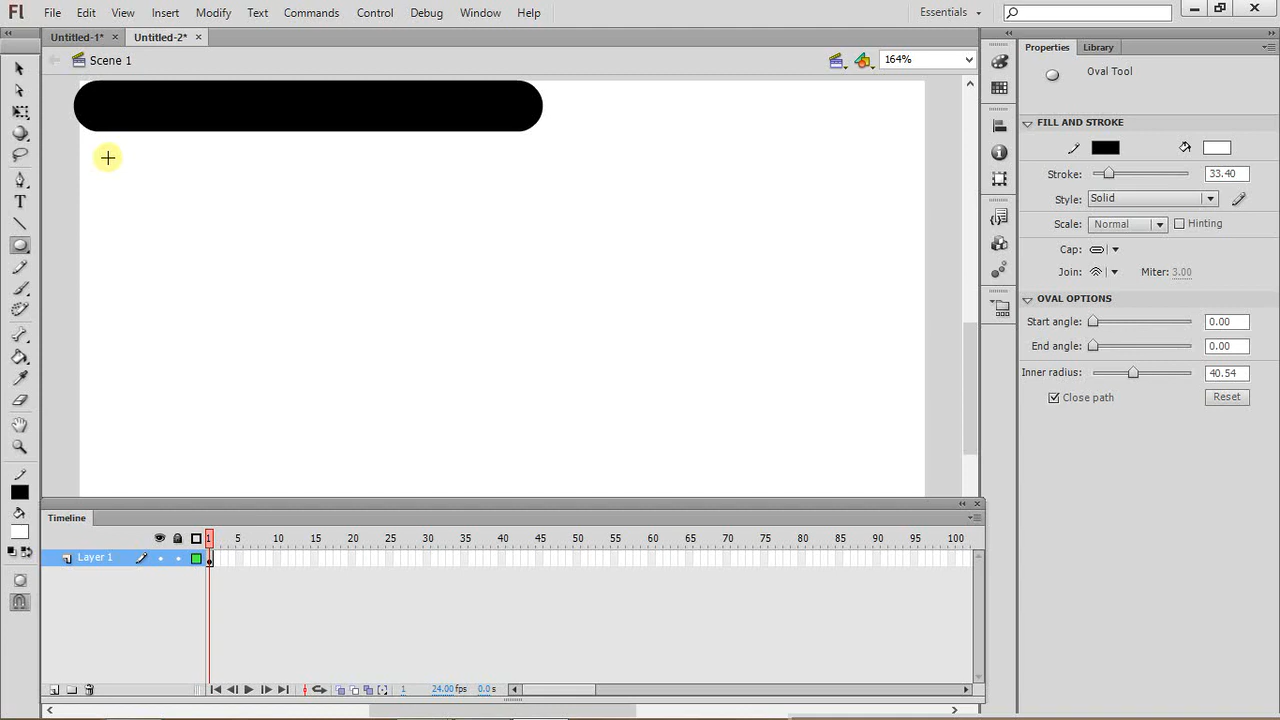 Fl File Edit View Insert Modify Text Commands Control Debug Window Help Essentials
Untitled-1* × Untitled-2* ×
Scene 1 164%
Properties Library
Oval Tool
FILL AND STROKE
Stroke: 33.40
Style: Solid
Scale: Normal Hinting
Cap:
Join: Miter: 3.00
OVAL OPTIONS
Start angle: 0.00
End angle: 0.00
Inner radius: 40.54
Close path Reset
Timeline
1 5 10 15 20 25 30 35 40 45 50 55 60 65 70 75 80 85 90 95 100
Layer 1
1 24.00 fps 0.0 s